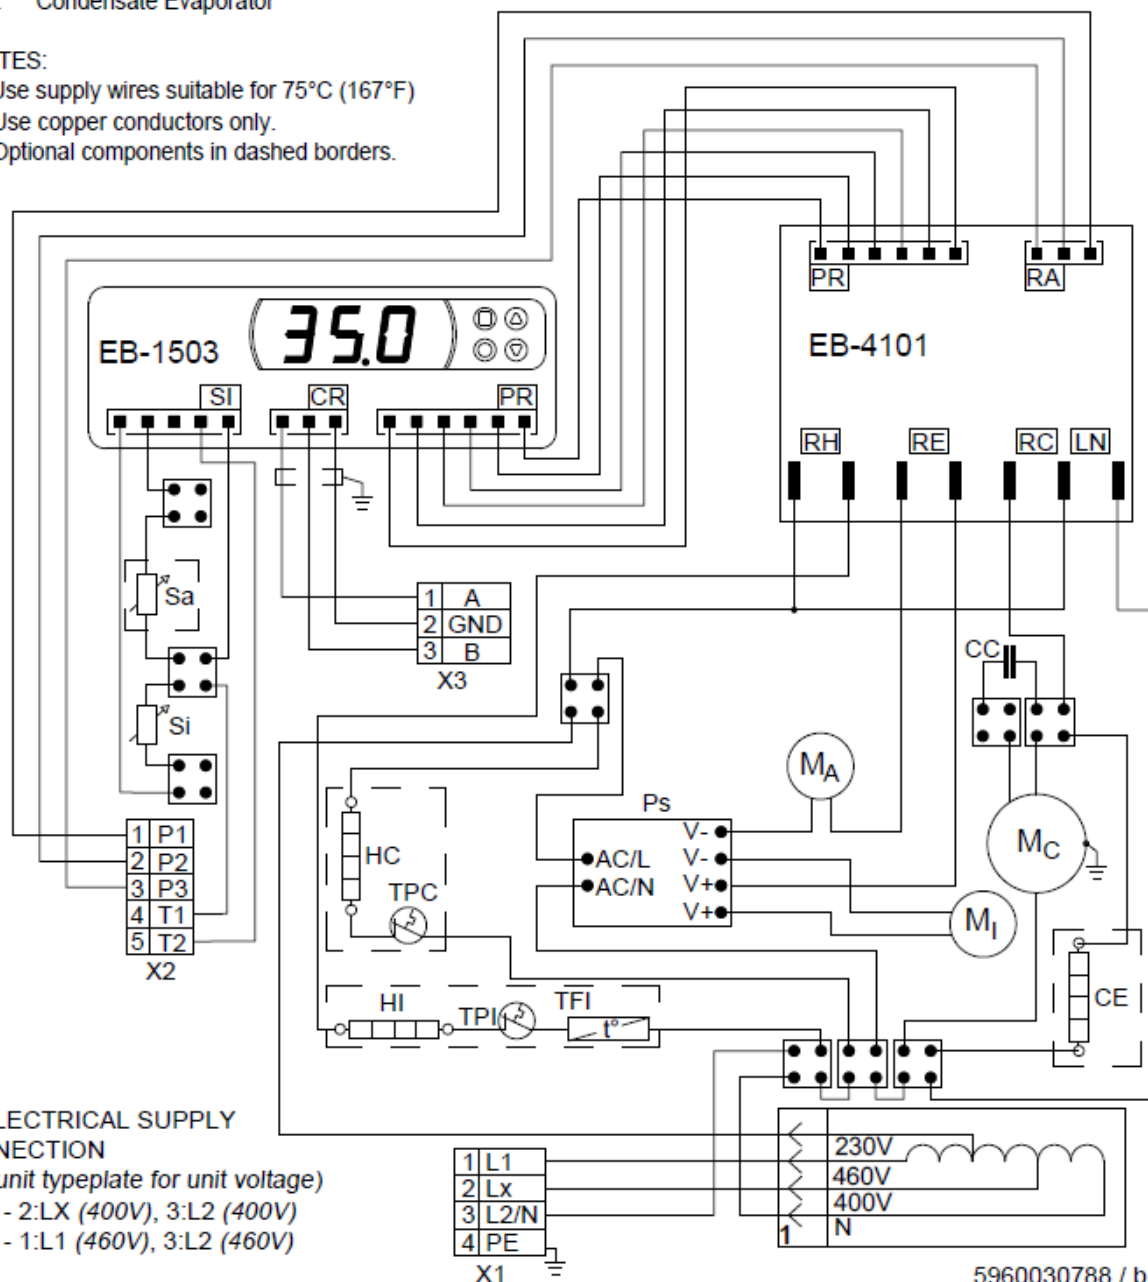 Condensate Evaporator
TES:
Use supply wires suitable for 75°C (167°F)
Use copper conductors only.
Optional components in dashed borders.
PR
RA
EB-4101
35.0
EB-1503
SI
CR
PR
RH
RE
RC
LN
Sa
1 A
2 GND
3 B
X3
CC
Si
MA
Ps
V-
AC/L
V-
AC/N
V+
V+
MC
MI
HC
TPC
1 P1
2 P2
3 P3
4 T1
5 T2
X2
HI
TPI
TFI
t°
CE
LECTRICAL SUPPLY
NNECTION
unit typeplate for unit voltage)
- 2:LX (400V), 3:L2 (400V)
- 1:L1 (460V), 3:L2 (460V)
1 L1
2 Lx
3 L2/N
4 PE
X1
230V
460V
400V
N
1
5960030788 / b